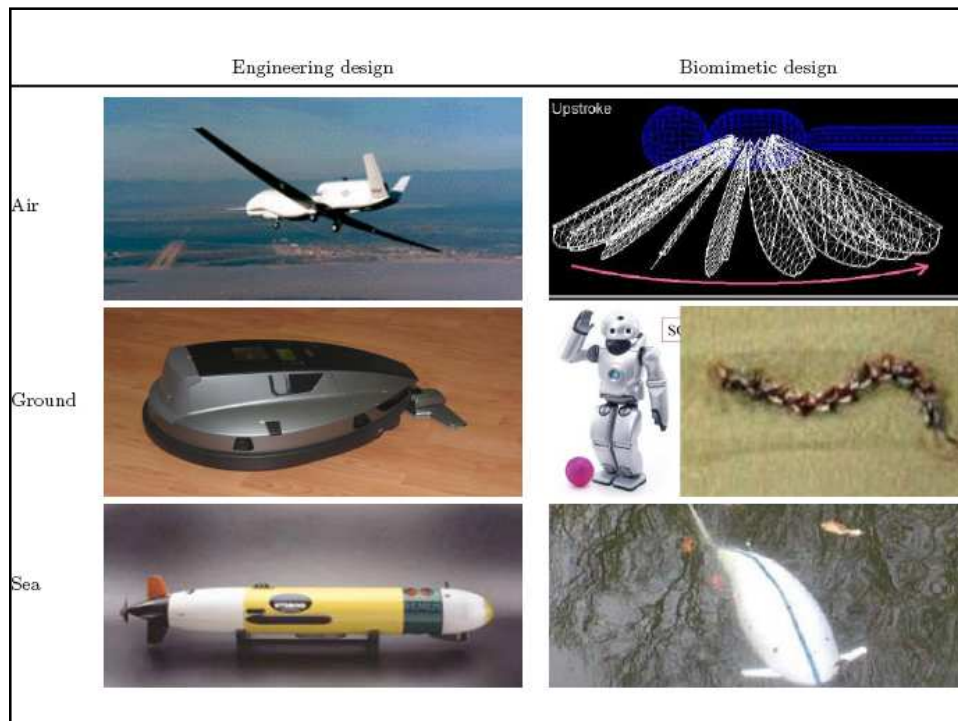 Engineering design
Biomimetic design
Upstroke
Air
Ground
Sea